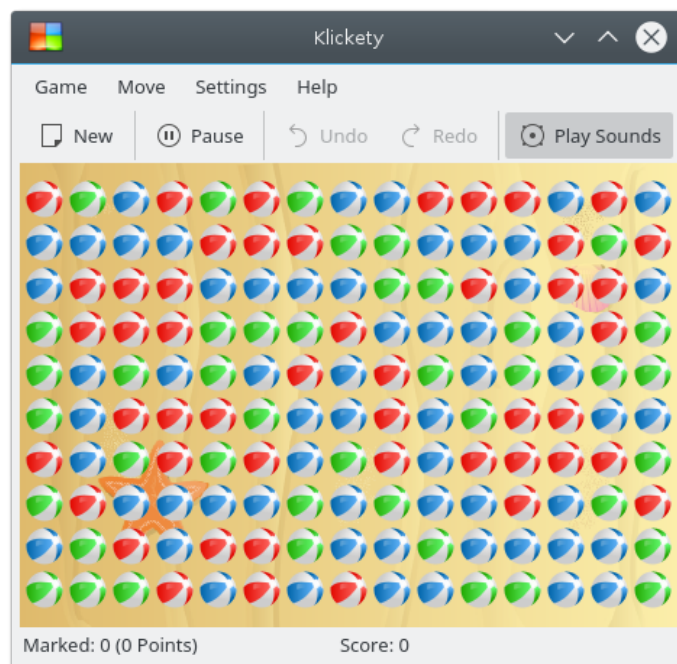 Klickety
Game Move Settings Help
New Pause Undo Redo Play Sounds
Marked: 0 (0 Points) Score: 0